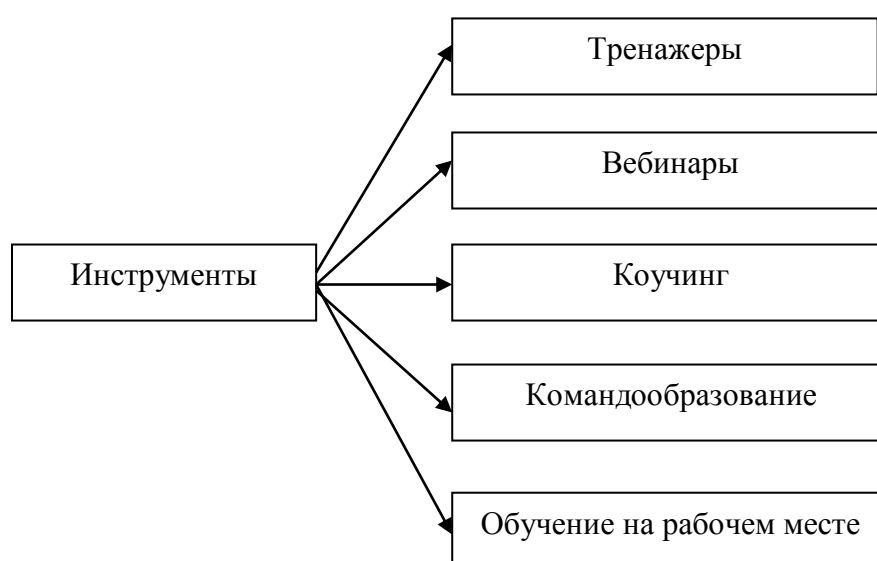 Тренажеры
Вебинары
Инструменты
Коучинг
Командообразование
Обучение на рабочем месте